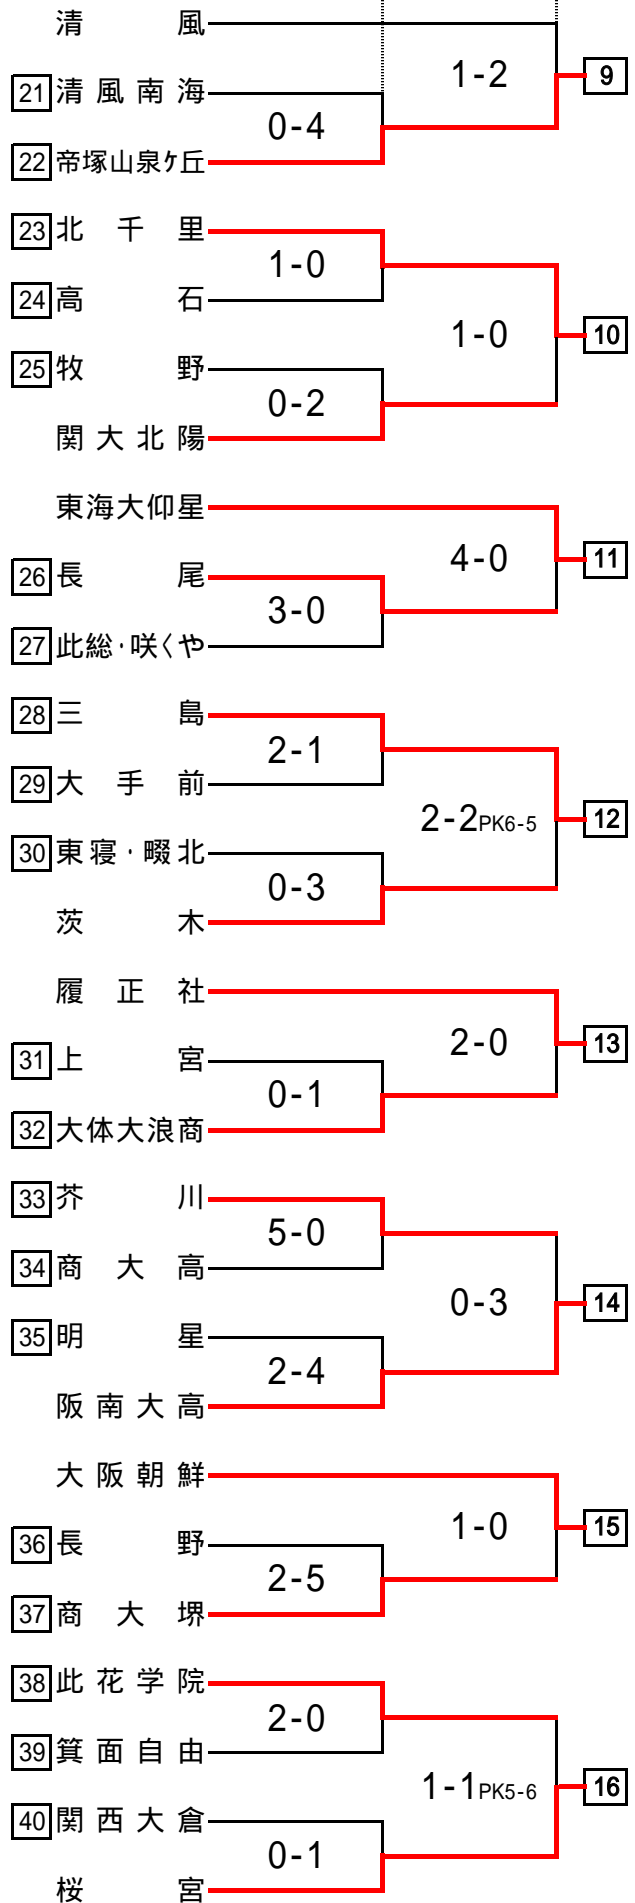 清風
1-2
9
21 清風南海
0-4
22 帝塚山泉ケ丘
23 北千里
1-0
24 高石
1-0
10
25 牧野
0-2
関大北陽
東海大仰星
4-0
11
26 長尾
3-0
27 此総・咲くや
28 三島
2-1
29 大手前
2-2PK6-5
12
30 東寝・畷北
0-3
茨木
履正社
2-0
13
31 上宮
0-1
32 大体大浪商
33 芥川
5-0
34 商大高
0-3
14
35 明星
2-4
阪南大高
大阪朝鮮
1-0
15
36 長野
2-5
37 商大堺
38 此花学院
2-0
39 箕面自由
1-1PK5-6
16
40 関西大倉
0-1
桜宮